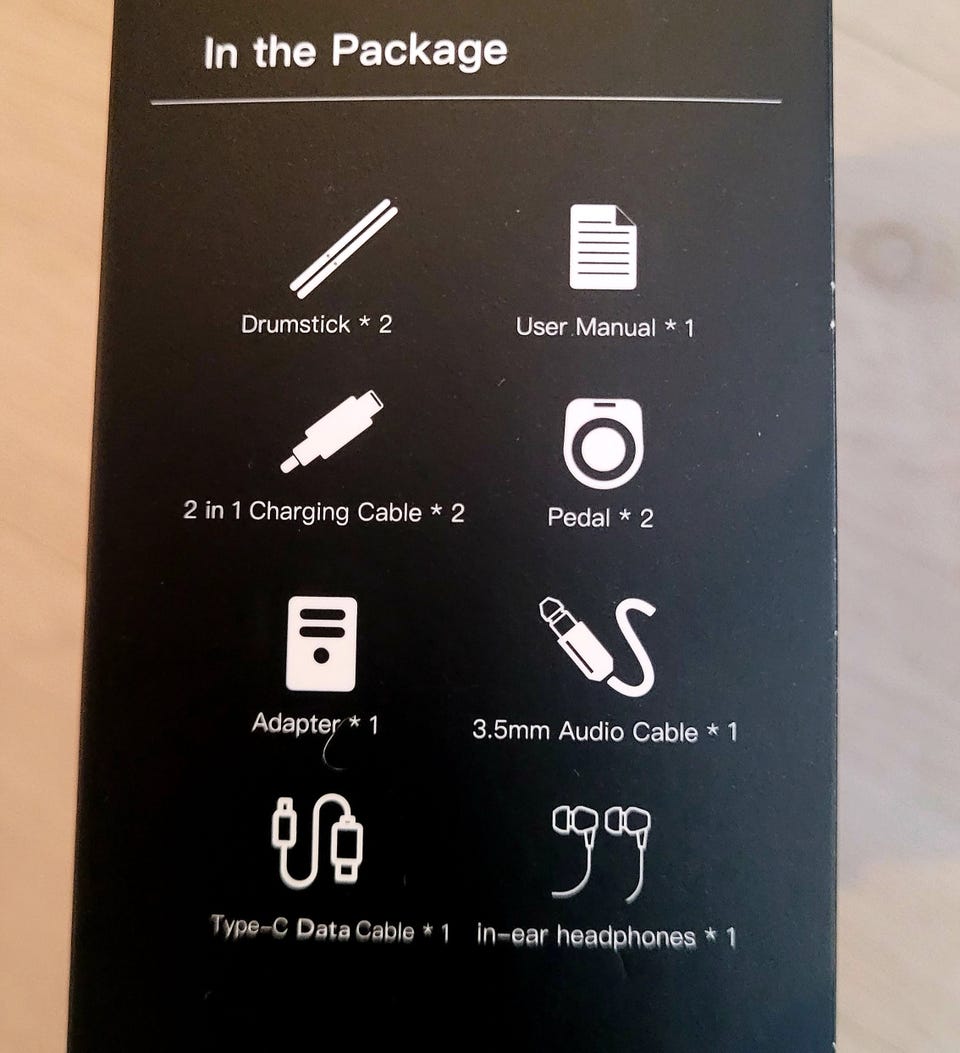 In the Package
Drumstick * 2
User Manual * 1
2 in 1 Charging Cable * 2
Pedal * 2
Adapter * 1
3.5mm Audio Cable * 1
Type-C Data Cable * 1
in-ear headphones * 1